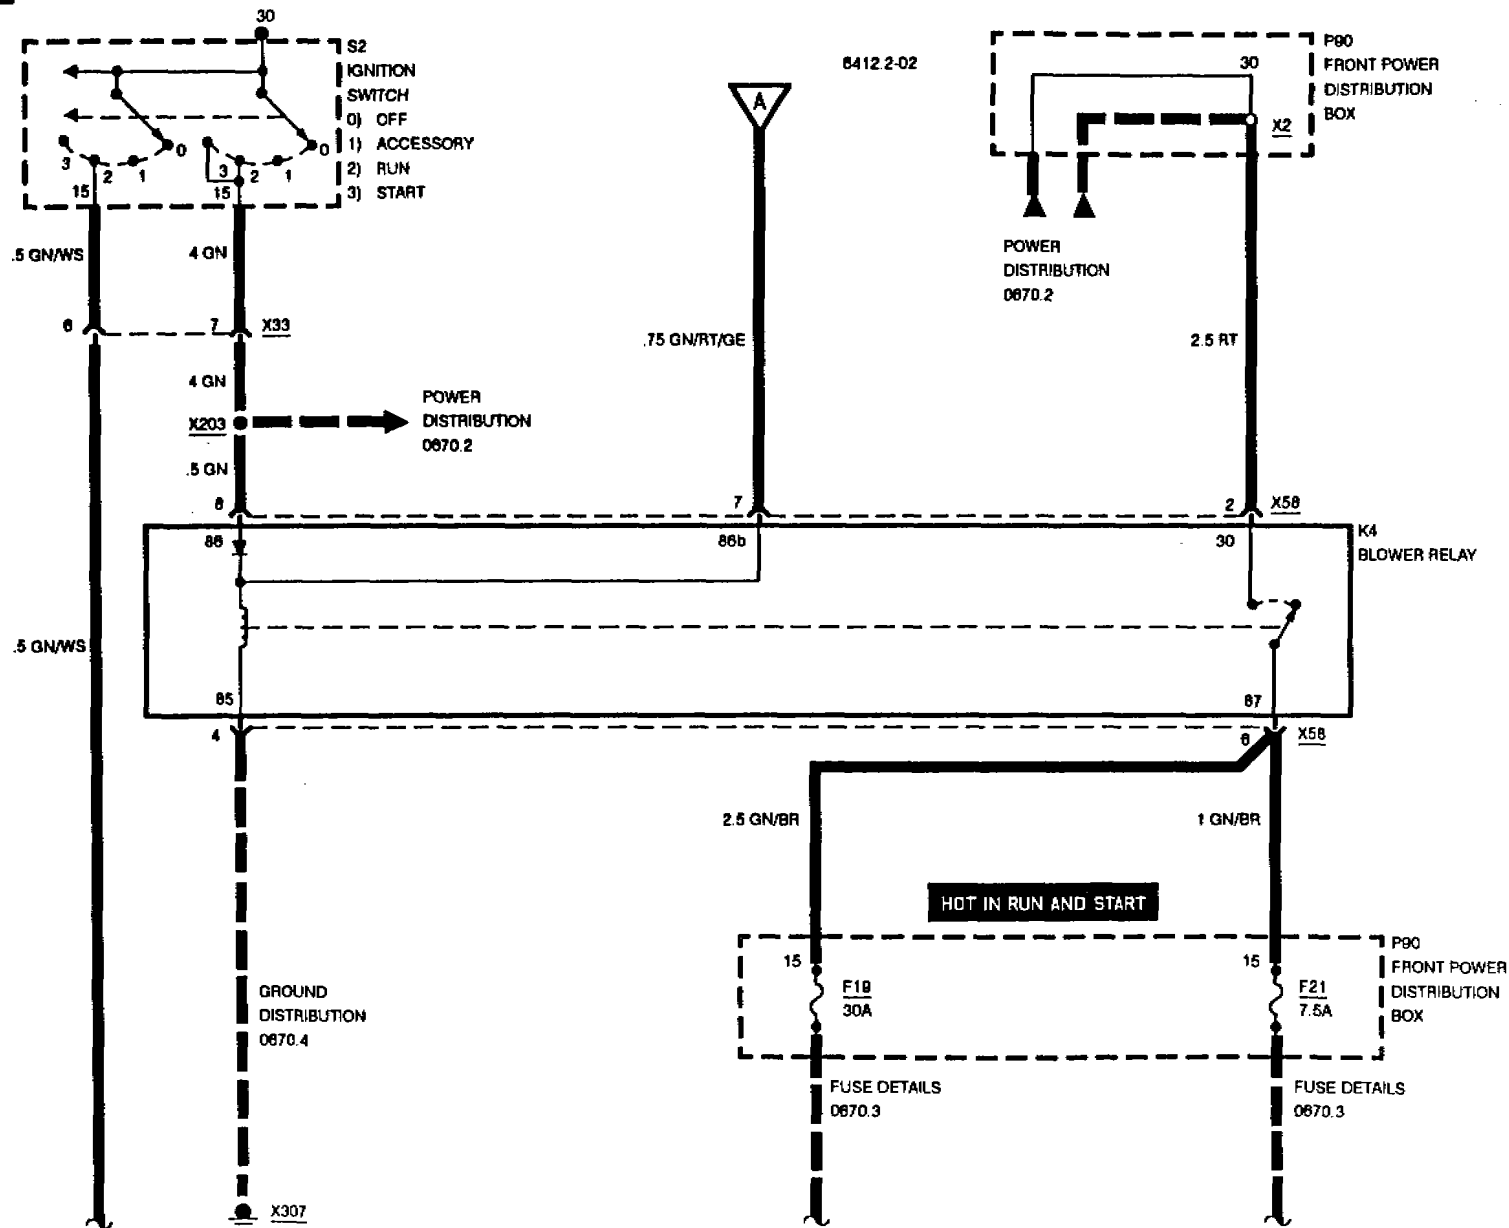 30
S2
IGNITION
SWITCH
0) OFF
1) ACCESSORY
2) RUN
3) START
3
2
1
0
3
2
1
0
15
15
6412.2-02
A
30
X2
P90
FRONT POWER
DISTRIBUTION
BOX
.5 GN/WS
4 GN
POWER
DISTRIBUTION
0670.2
6
7
X33
.75 GN/RT/GE
2.5 RT
4 GN
X203
POWER
DISTRIBUTION
0670.2
.5 GN
8
7
2
X58
86
86b
30
K4
BLOWER RELAY
.5 GN/WS
85
87
4
6
X58
2.5 GN/BR
1 GN/BR
HOT IN RUN AND START
15
15
P90
FRONT POWER
DISTRIBUTION
BOX
F19
30A
F21
7.5A
GROUND
DISTRIBUTION
0670.4
FUSE DETAILS
0670.3
FUSE DETAILS
0670.3
X307